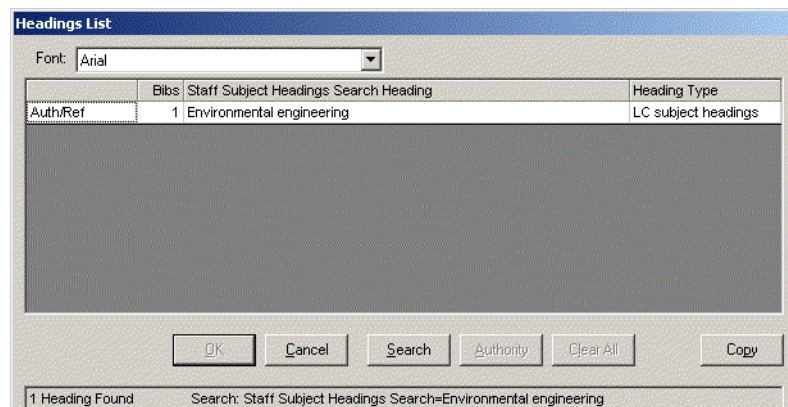 Headings List
Font: Arial
Bibs Staff Subject Headings Search Heading Heading Type
Auth/Ref 1 Environmental engineering LC subject headings
OK Cancel Search Authority Clear All Copy
1 Heading Found Search: Staff Subject Headings Search=Environmental engineering